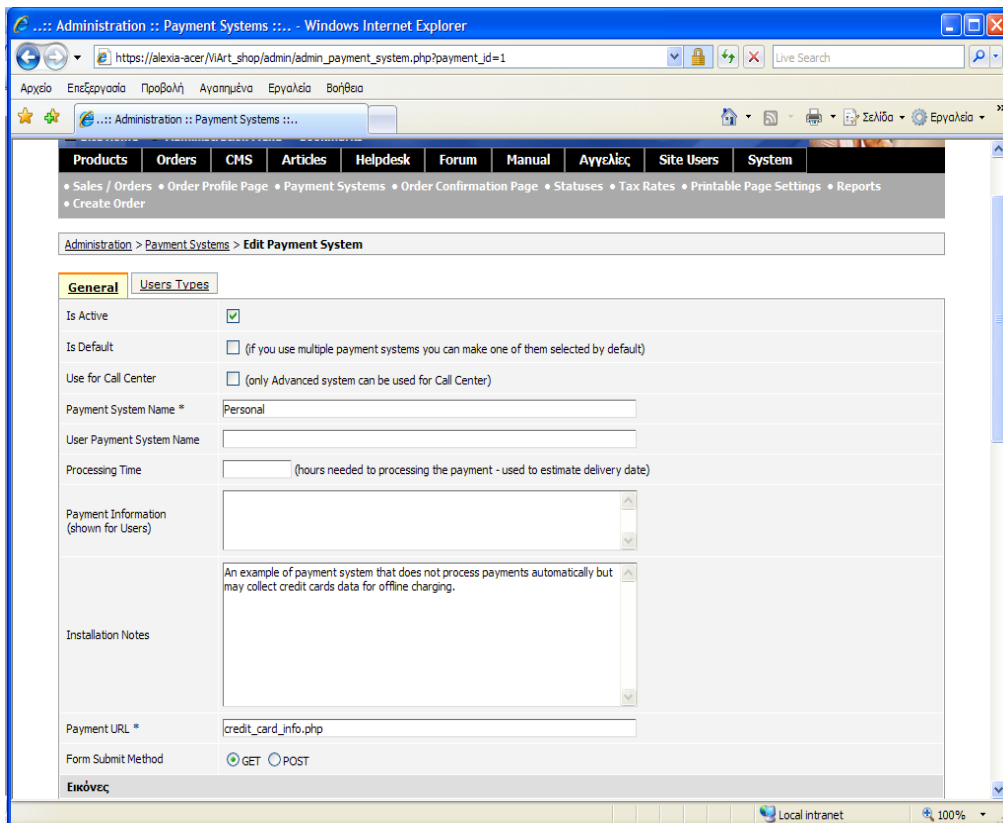 ..:: Administration :: Payment Systems ::... - Windows Internet Explorer
https://alexia-acer/ViArt_shop/admin/admin_payment_system.php?payment_id=1
Live Search
Αρχείο Επεξεργασία Προβολή Αγαπημένα Εργαλεία Βοήθεια
..:: Administration :: Payment Systems ::..
Σελίδα Εργαλεία
Products Orders CMS Articles Helpdesk Forum Manual Αγγελίες Site Users System
• Sales / Orders • Order Profile Page • Payment Systems • Order Confirmation Page • Statuses • Tax Rates • Printable Page Settings • Reports
• Create Order
Administration > Payment Systems > Edit Payment System
General Users Types
Is Active
Is Default (if you use multiple payment systems you can make one of them selected by default)
Use for Call Center (only Advanced system can be used for Call Center)
Payment System Name * Personal
User Payment System Name
Processing Time (hours needed to processing the payment - used to estimate delivery date)
Payment Information
(shown for Users)
An example of payment system that does not process payments automatically but
may collect credit cards data for offline charging.
Installation Notes
Payment URL * credit_card_info.php
Form Submit Method GET POST
Εικόνες
Local intranet 100%